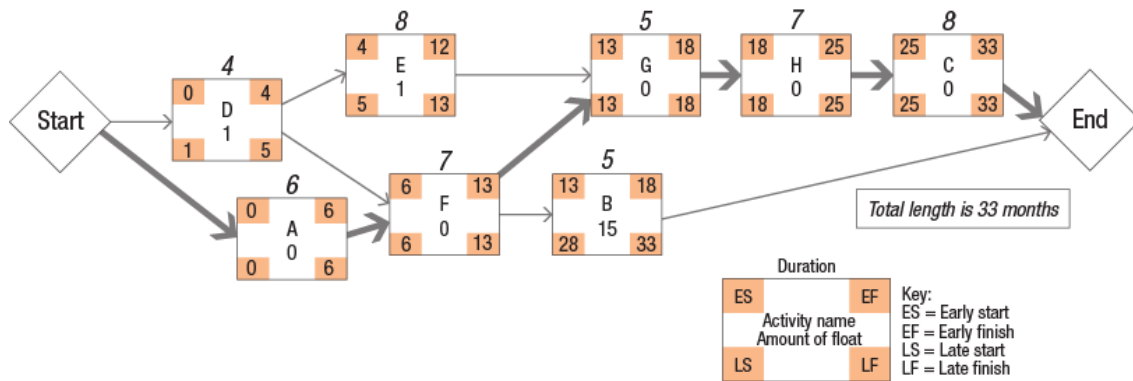 8
4 12
E
1
5 13
5
13 18
G
0
13 18
7
18 25
H
0
18 25
8
25 33
C
0
25 33
4
0 4
D
1
1 5
Start
End
6
0 6
A
0
0 6
7
6 13
F
0
6 13
5
13 18
B
15
28 33
Total length is 33 months
Duration
ES EF
Activity name
Amount of float
LS LF
Key:
ES = Early start
EF = Early finish
LS = Late start
LF = Late finish